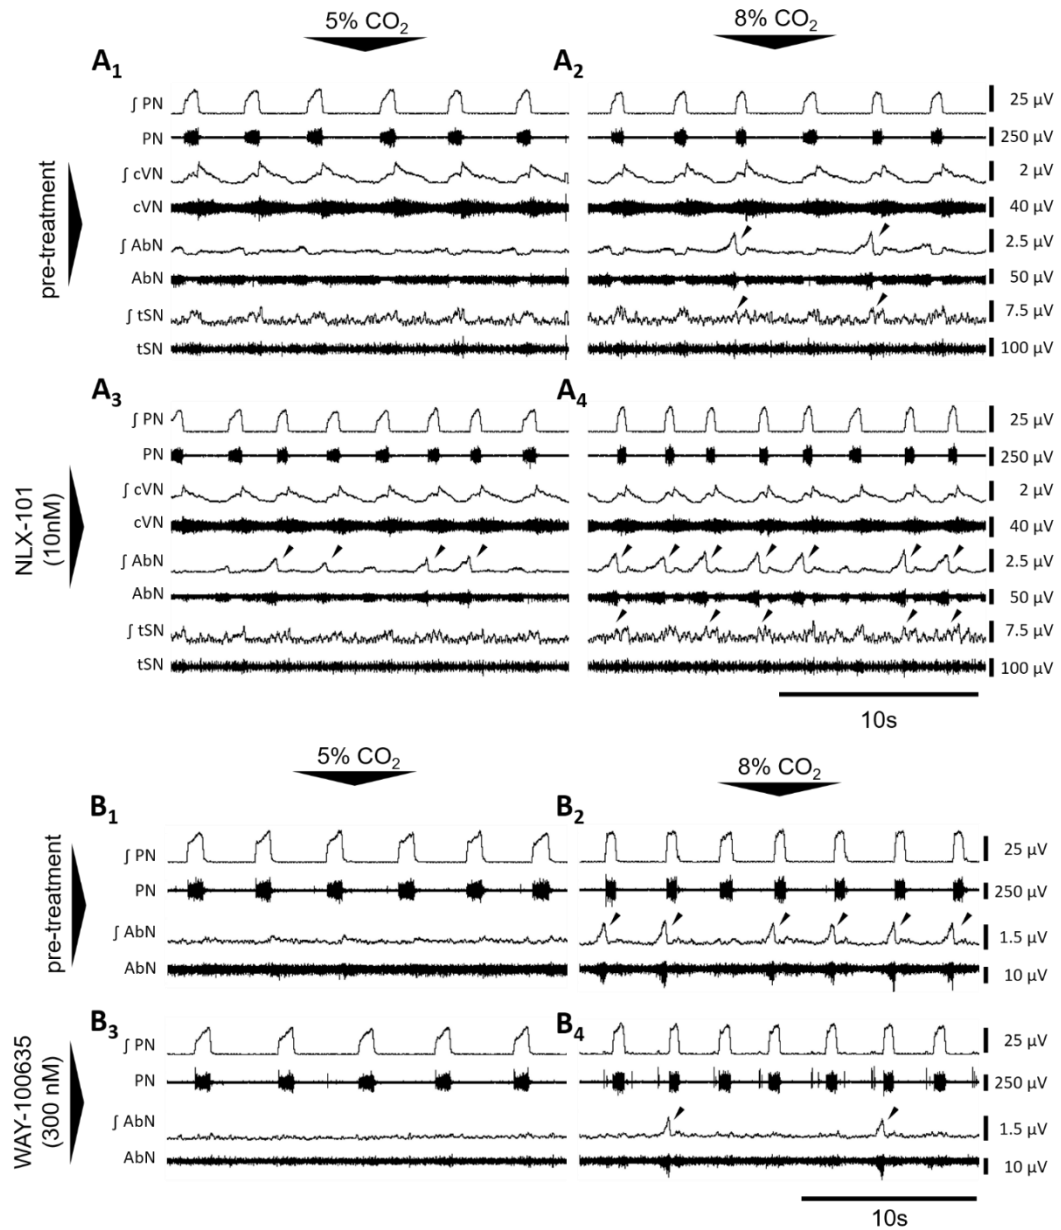 5% CO2
8% CO2
A1
A2
pre-treatment
∫ PN
25 µV
PN
250 µV
∫ cVN
2 µV
cVN
40 µV
∫ AbN
2.5 µV
AbN
50 µV
∫ tSN
7.5 µV
tSN
100 µV
A3
A4
NLX-101
(10nM)
∫ PN
25 µV
PN
250 µV
∫ cVN
2 µV
cVN
40 µV
∫ AbN
2.5 µV
AbN
50 µV
∫ tSN
7.5 µV
tSN
100 µV
10s
5% CO2
8% CO2
B1
B2
pre-treatment
∫ PN
25 µV
PN
250 µV
∫ AbN
1.5 µV
AbN
10 µV
B3
B4
WAY-100635
(300 nM)
∫ PN
25 µV
PN
250 µV
∫ AbN
1.5 µV
AbN
10 µV
10s